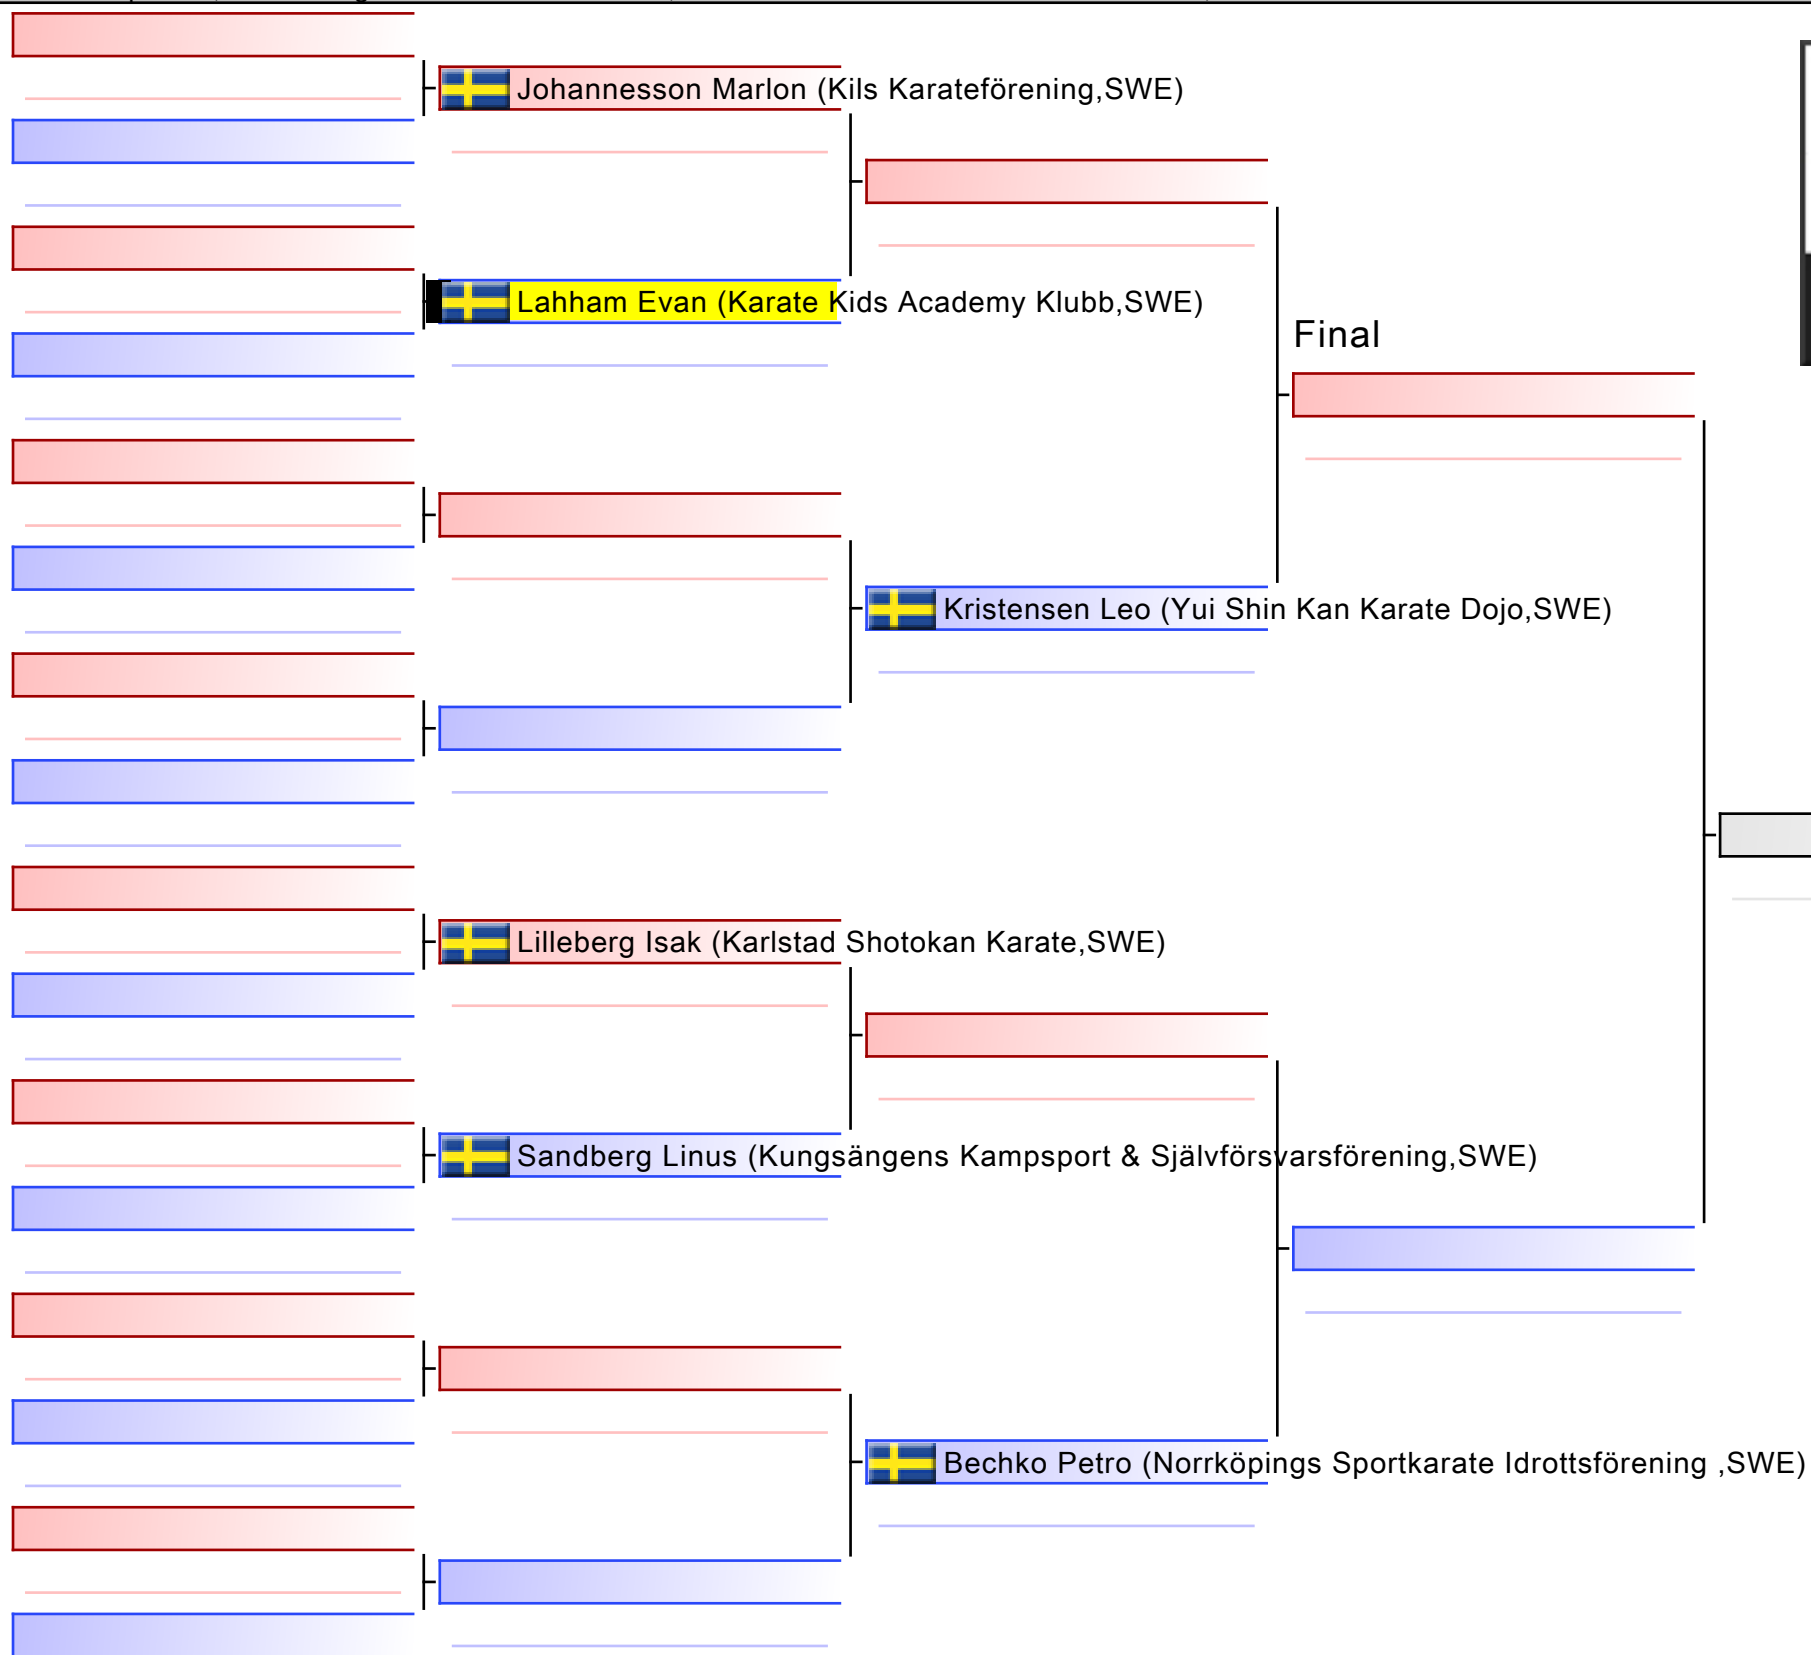 Johannesson Marlon (Kils Karateförening,SWE)
Lahham Evan (Karate Kids Academy Klubb,SWE)
Final
Kristensen Leo (Yui Shin Kan Karate Dojo,SWE)
Lilleberg Isak (Karlstad Shotokan Karate,SWE)
Sandberg Linus (Kungsängens Kampsport & Självförsvarsförening,SWE)
Bechko Petro (Norrköpings Sportkarate Idrottsförening ,SWE)